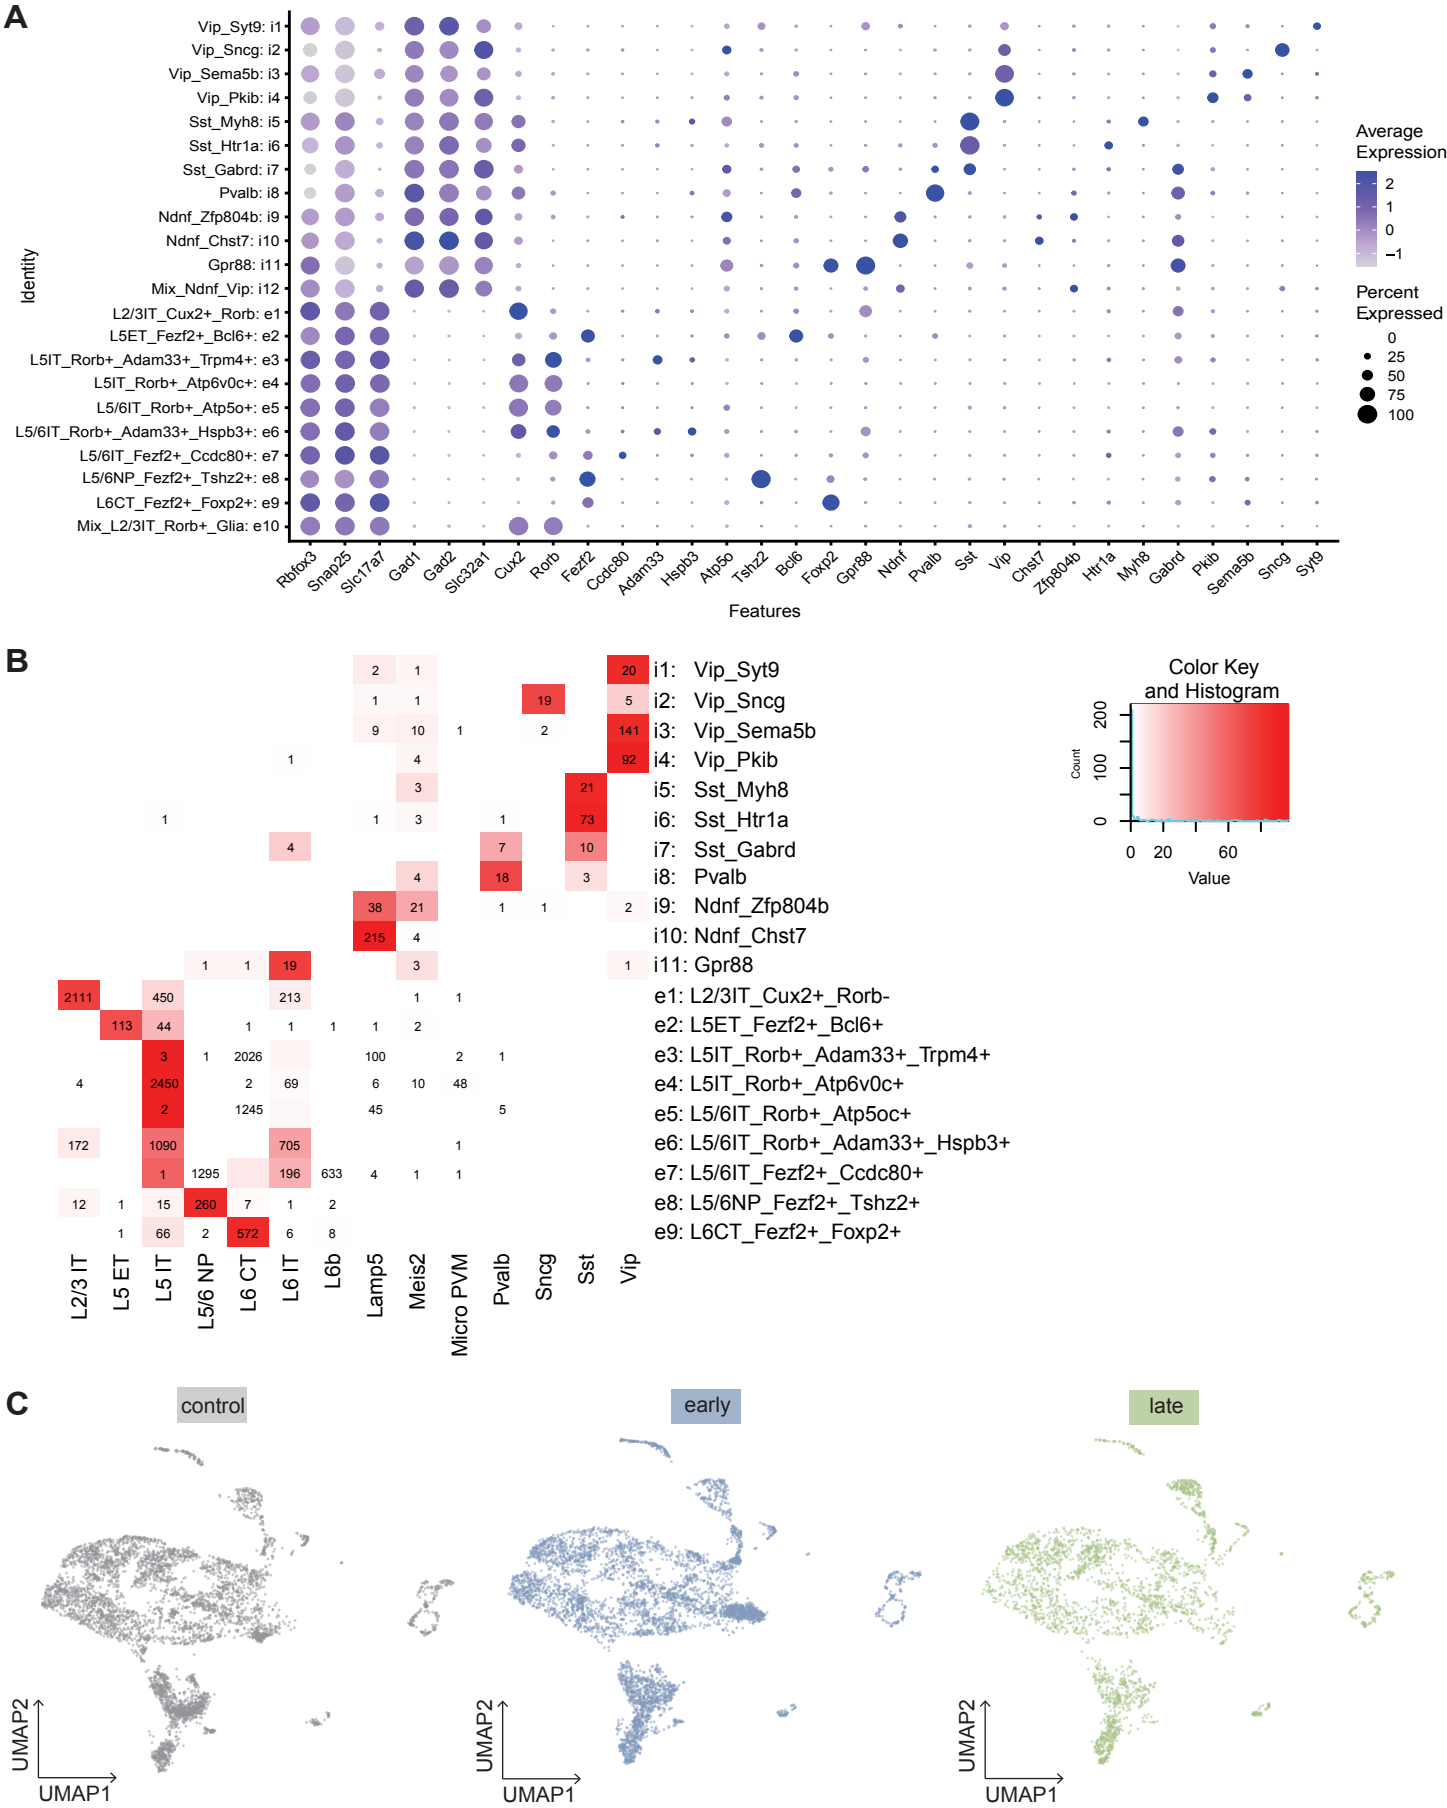 A
Vip_Syt9: i1
Vip_Sncg: i2
Vip_Sema5b: i3
Vip_Pkib: i4
Sst_Myh8: i5
Sst_Htr1a: i6
Sst_Gabrd: i7
Pvalb: i8
Ndnf_Zfp804b: i9
Ndnf_Chst7: i10
Gpr88: i11
Mix_Ndnf_Vip: i12
L2/3IT_Cux2+_Rorb: e1
L5ET_Fezf2+_Bcl6+: e2
L5IT_Rorb+_Adam33+_Trpm4+: e3
L5IT_Rorb+_Atp6v0c+: e4
L5/6IT_Rorb+_Atp5o+: e5
L5/6IT_Rorb+_Adam33+_Hspb3+: e6
L5/6IT_Fezf2+_Ccdc80+: e7
L5/6NP_Fezf2+_Tshz2+: e8
L6CT_Fezf2+_Foxp2+: e9
Mix_L2/3IT_Rorb+_Glia: e10
Identity
Rbfox3 Snap25 Slc17a7 Gad1 Gad2 Slc32a1 Cux2 Rorb Fezf2 Ccdc80 Adam33 Hspb3 Atp5o Tshz2 Bcl6 Foxp2 Gpr88 Ndnf Pvalb Sst Vip Chst7 Zfp804b Htr1a Myh8 Gabrd Pkib Sema5b Sncg Syt9
Features
Average
Expression
2
1
0
−1
Percent
Expressed
0
25
50
75
100
B
2 1 20 i1: Vip_Syt9
1 1 19 5 i2: Vip_Sncg
9 10 1 2 141 i3: Vip_Sema5b
1 4 92 i4: Vip_Pkib
3 21 i5: Sst_Myh8
1 1 3 1 73 i6: Sst_Htr1a
4 7 10 i7: Sst_Gabrd
4 18 3 i8: Pvalb
38 21 1 1 2 i9: Ndnf_Zfp804b
215 4 i10: Ndnf_Chst7
1 1 19 3 1 i11: Gpr88
2111 450 213 1 1 e1: L2/3IT_Cux2+_Rorb-
113 44 1 1 1 1 2 e2: L5ET_Fezf2+_Bcl6+
3 1 2026 100 2 1 e3: L5IT_Rorb+_Adam33+_Trpm4+
4 2450 2 69 6 10 48 e4: L5IT_Rorb+_Atp6v0c+
2 1245 45 5 e5: L5/6IT_Rorb+_Atp5oc+
172 1090 705 1 e6: L5/6IT_Rorb+_Adam33+_Hspb3+
1 1295 196 633 4 1 1 e7: L5/6IT_Fezf2+_Ccdc80+
12 1 15 260 7 1 2 e8: L5/6NP_Fezf2+_Tshz2+
1 66 2 572 6 8 e9: L6CT_Fezf2+_Foxp2+
L2/3 IT L5 ET L5 IT L5/6 NP L6 CT L6 IT L6b Lamp5 Meis2 Micro PVM Pvalb Sncg Sst Vip
Color Key
and Histogram
Count
0 100 200
0 20 60
Value
C
control early late
UMAP2 UMAP2 UMAP2
UMAP1 UMAP1 UMAP1